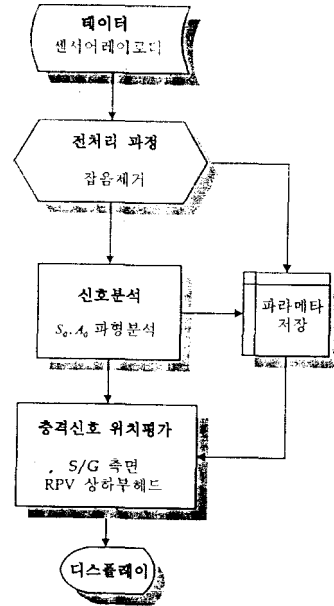 데이터
센서어레이로디
전처리 과정
잡음제거
신호분석
S₀.A₀ 파형분석
파라메타
저장
충격신호 위치평가
S/G 측면
RPV 상하부헤드
디스플레이